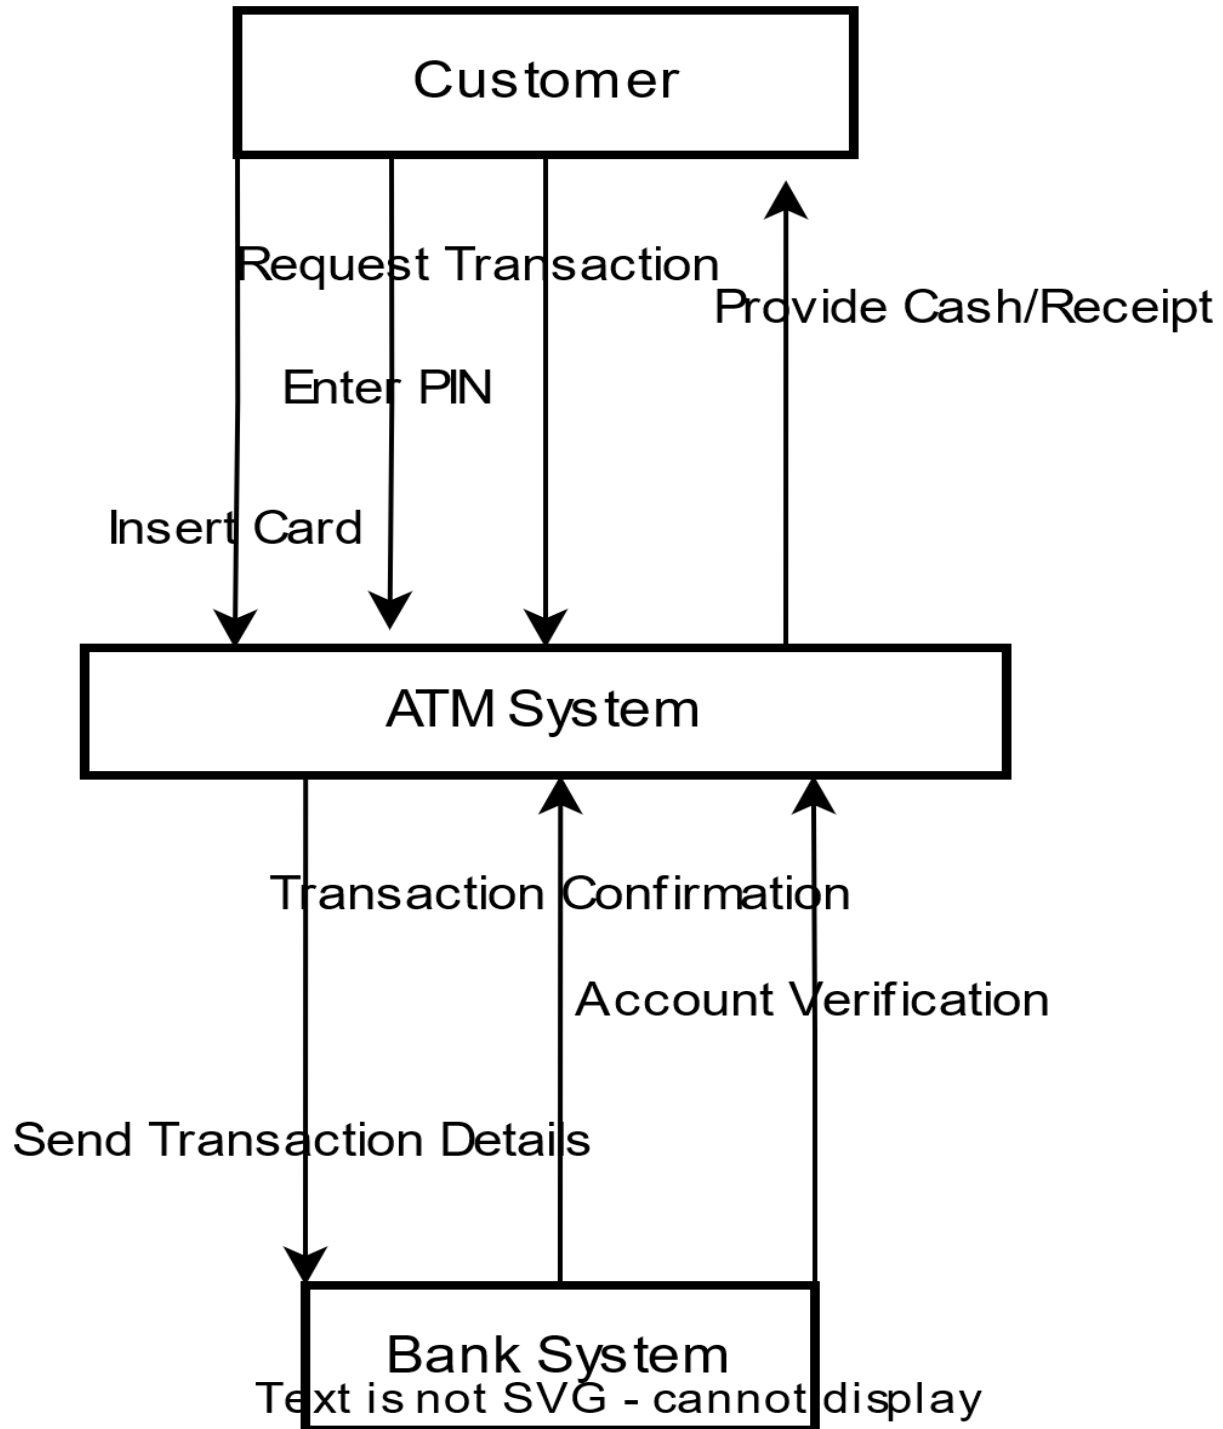 Customer
Request Transaction
Provide Cash/Receipt
Enter PIN
Insert Card
ATM System
Transaction Confirmation
Account Verification
Send Transaction Details
Bank System
Text is not SVG - cannot display